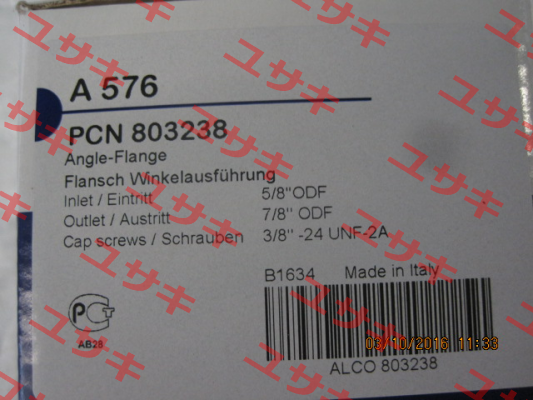 A 576
PCN 803238
Angle-Flange
Flansch Winkelausführung
Inlet / Eintritt 5/8"ODF
Outlet / Austritt 7/8" ODF
Cap screws / Schrauben 3/8" -24 UNF-2A
B1634 Made in Italy
AB28
03/10/2016 11:33
ALCO 803238
ユサキ
ユサキ
ユサキ
ユサキ
ユサキ
ユサキ
ユサキ
ユサキ
ユサキ